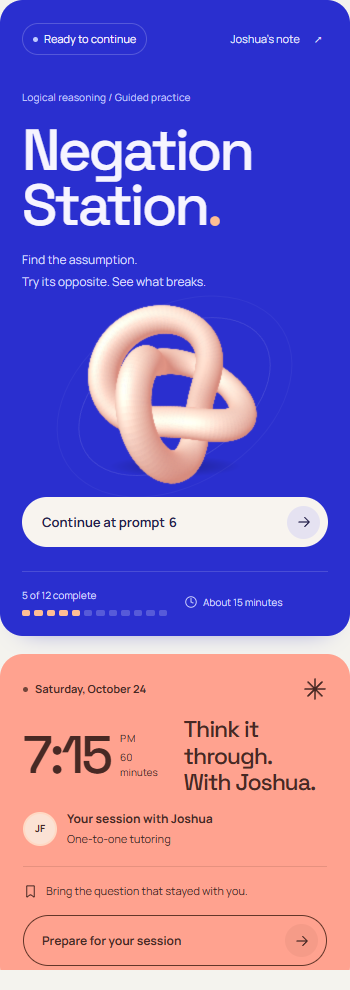 Ready to continue
Joshua's note ↗
Logical reasoning / Guided practice
Negation
Station.
Find the assumption.
Try its opposite. See what breaks.
Continue at prompt 6
5 of 12 complete
About 15 minutes
Saturday, October 24
7:15
PM
60
minutes
Think it
through.
With Joshua.
JF
Your session with Joshua
One-to-one tutoring
Bring the question that stayed with you.
Prepare for your session